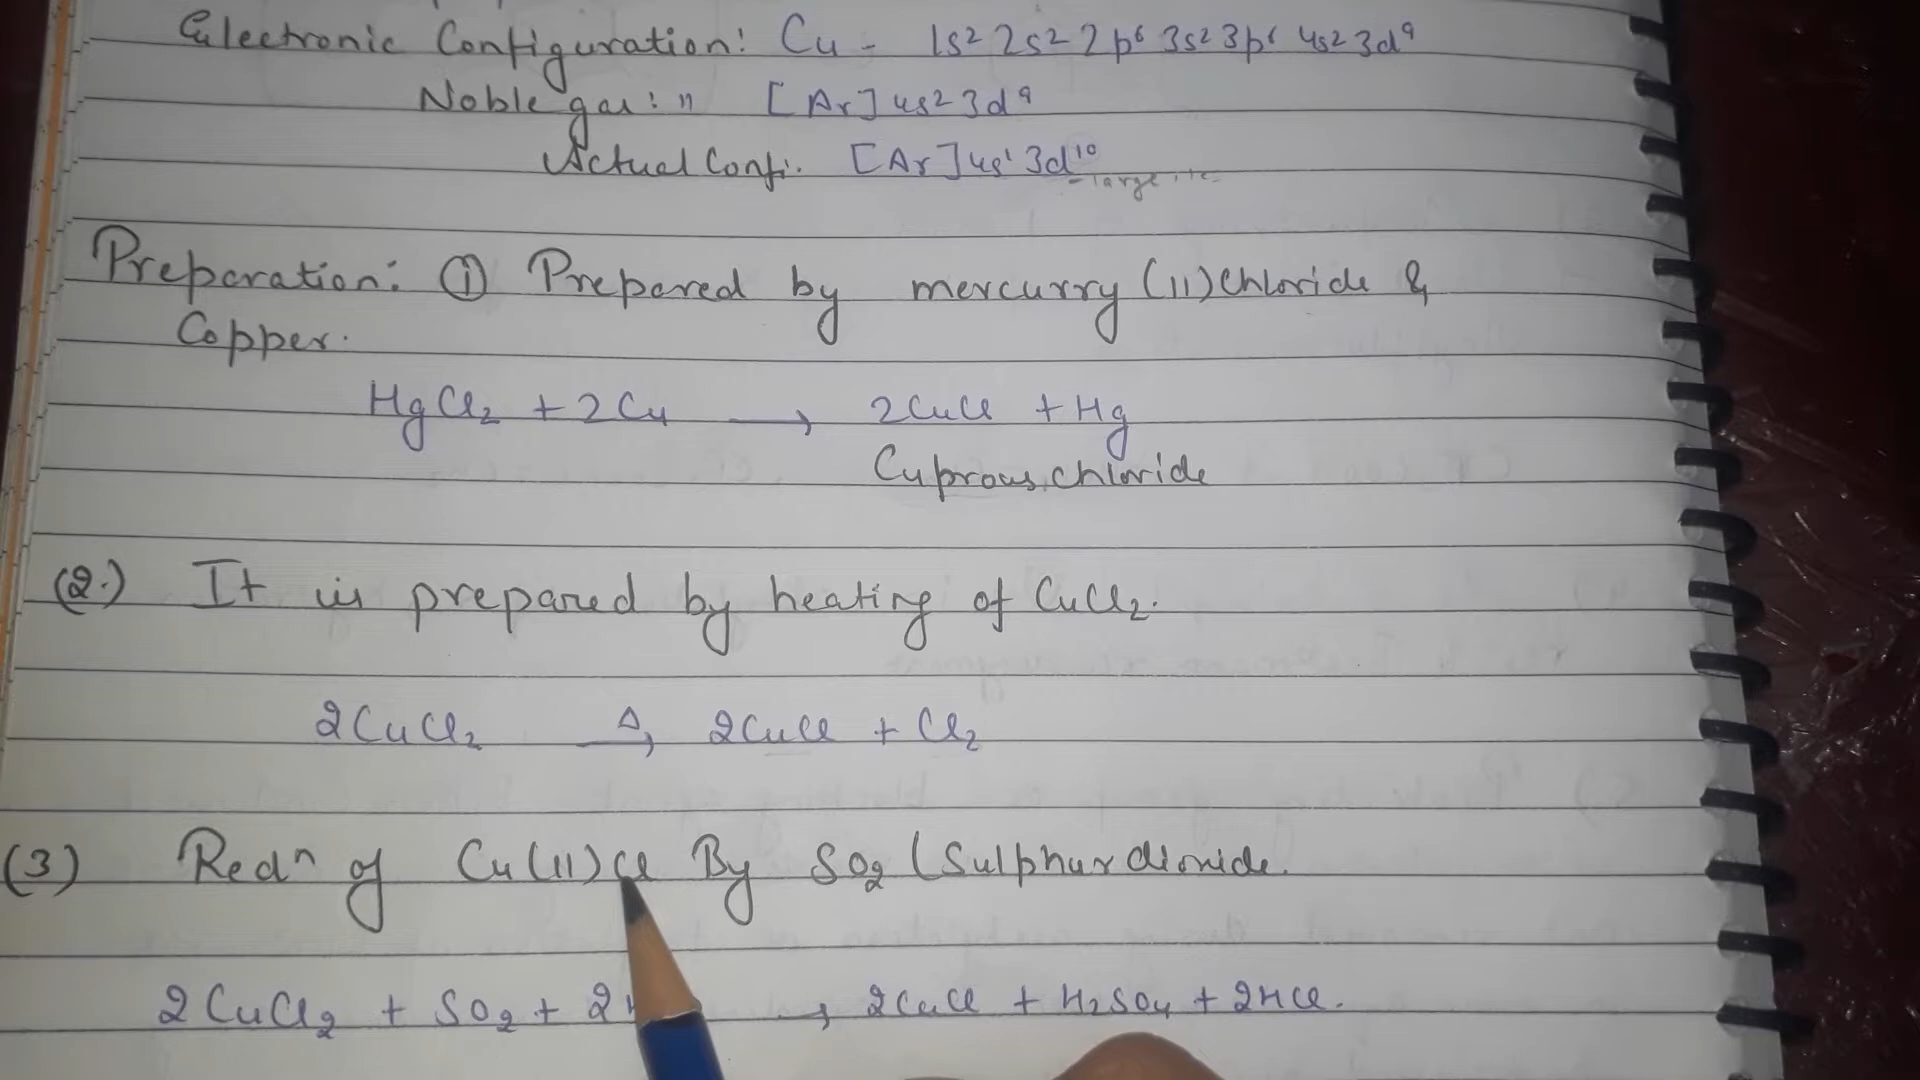 Electronic Configuration: Cu - 1s² 2s² 2p⁶ 3s² 3p⁶ 4s² 3d⁹
Noble gas: " [Ar] 4s² 3d⁹
Actual Confi. [Ar] 4s¹ 3d¹⁰
large
Preparation: ① Prepared by mercurry (11) Chloride &
Copper.
HgCl₂ + 2Cu → 2CuCl + Hg
Cuprous chloride
(2.) It is prepared by heating of CuCl₂.
2CuCl₂ →Δ 2CuCl + Cl₂
(3) Redⁿ of Cu(11)Cl By SO₂ (Sulphur dioxide.
2CuCl₂ + SO₂ + 2 → 2CuCl + H₂SO₄ + 2HCl.